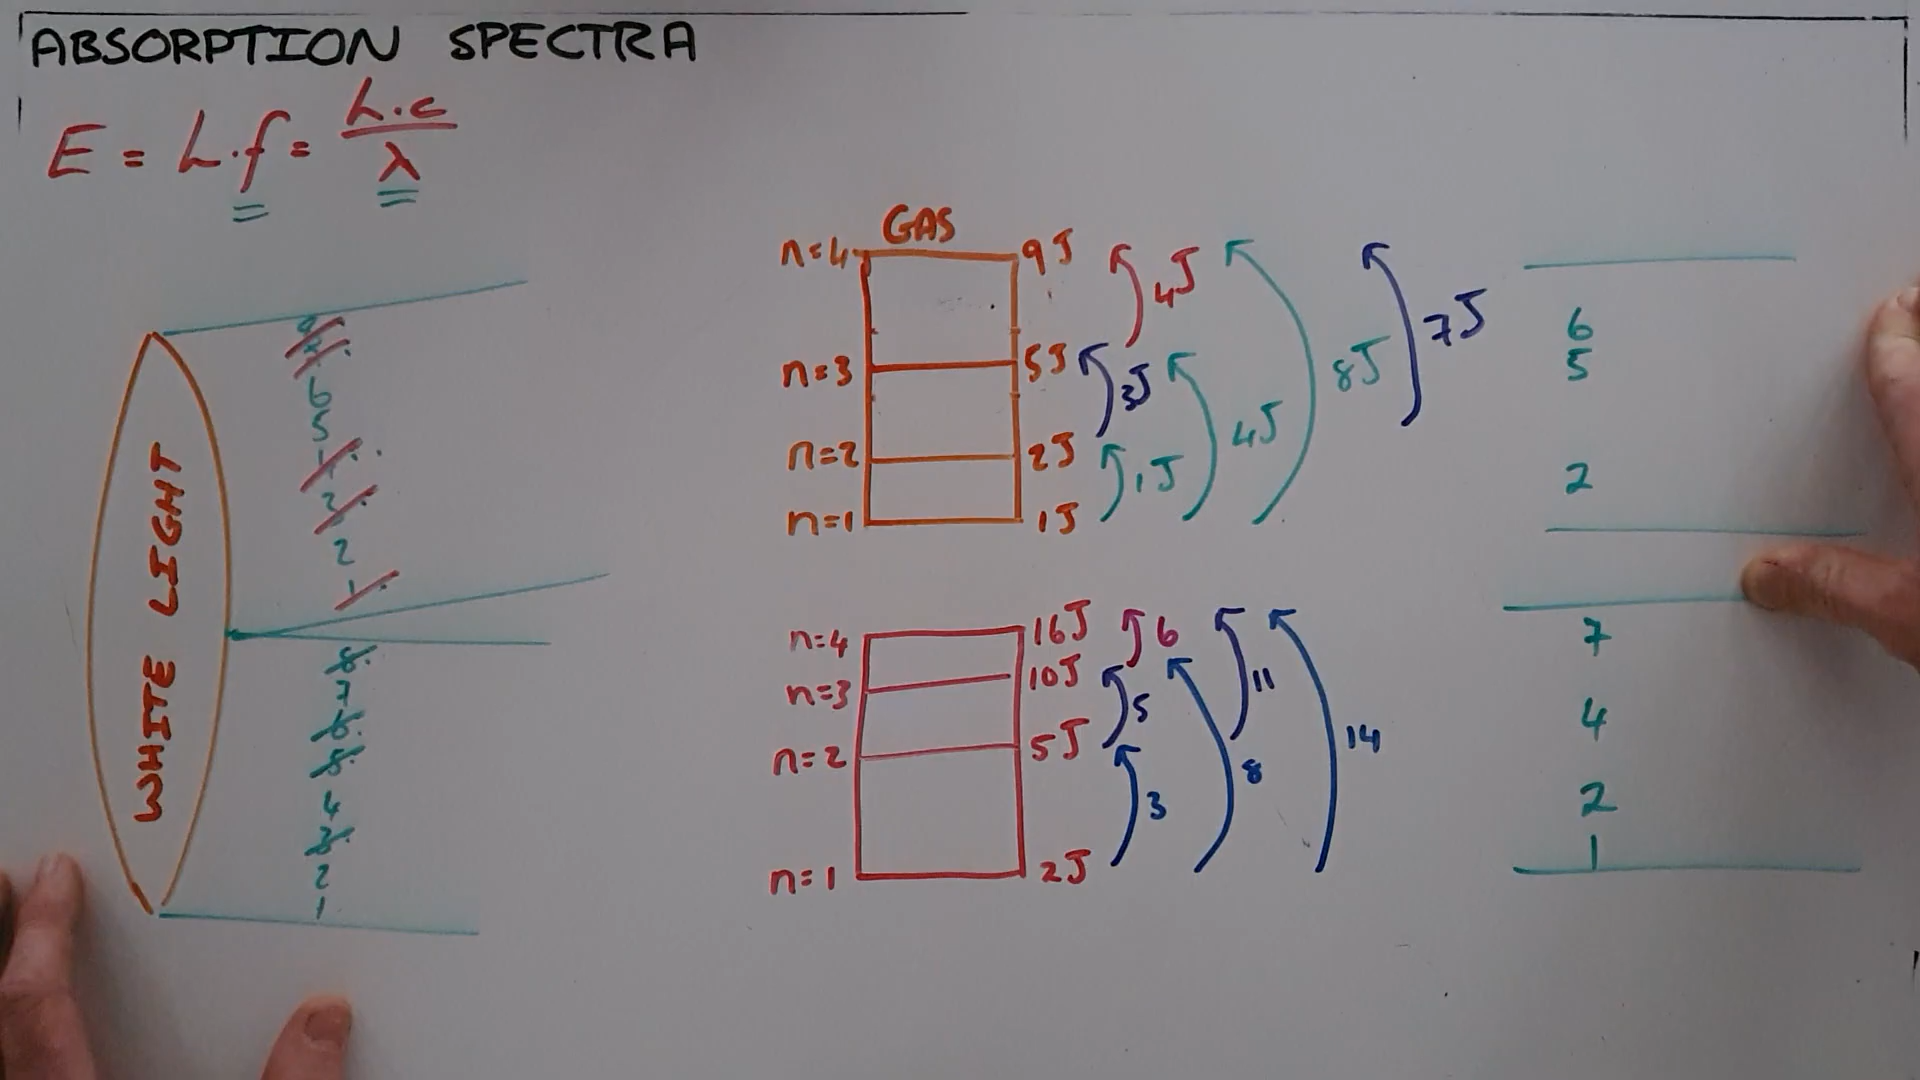 ABSORPTION SPECTRA
E = h.f = h.c
λ
WHITE LIGHT
6
5
2
8
7
6
5
4
3
2
1
GAS
n=4 9J
n=3 5J
n=2 2J
n=1 1J
4J
3J
1J
4J
8J
7J
n=4 16J
n=3 10J
n=2 5J
n=1 2J
6
5
3
8
11
14
6
5
2
7
4
2
1